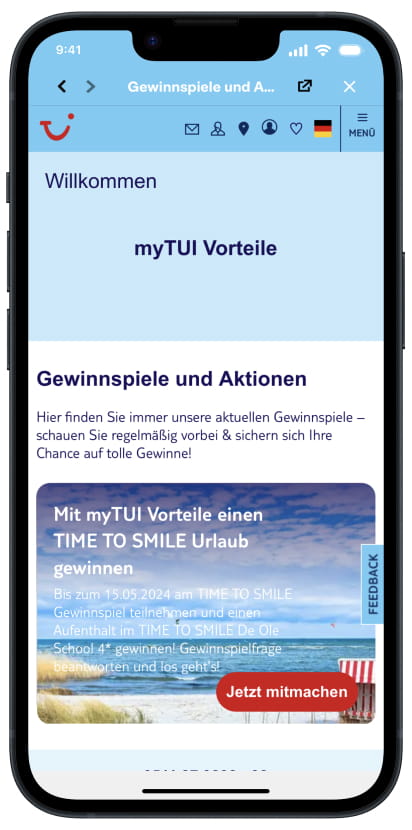 9:41
Gewinnspiele und A...
MENÜ
Willkommen
myTUI Vorteile
Gewinnspiele und Aktionen
Hier finden Sie immer unsere aktuellen Gewinnspiele –
schauen Sie regelmäßig vorbei & sichern sich Ihre
Chance auf tolle Gewinne!
Mit myTUI Vorteile einen
TIME TO SMILE Urlaub
gewinnen
Bis zum 15.05.2024 am TIME TO SMILE
Gewinnspiel teilnehmen und einen
Aufenthalt im TIME TO SMILE De Ole
School 4* gewinnen! Gewinnspielfrage
beantworten und los geht's!
Jetzt mitmachen
FEEDBACK